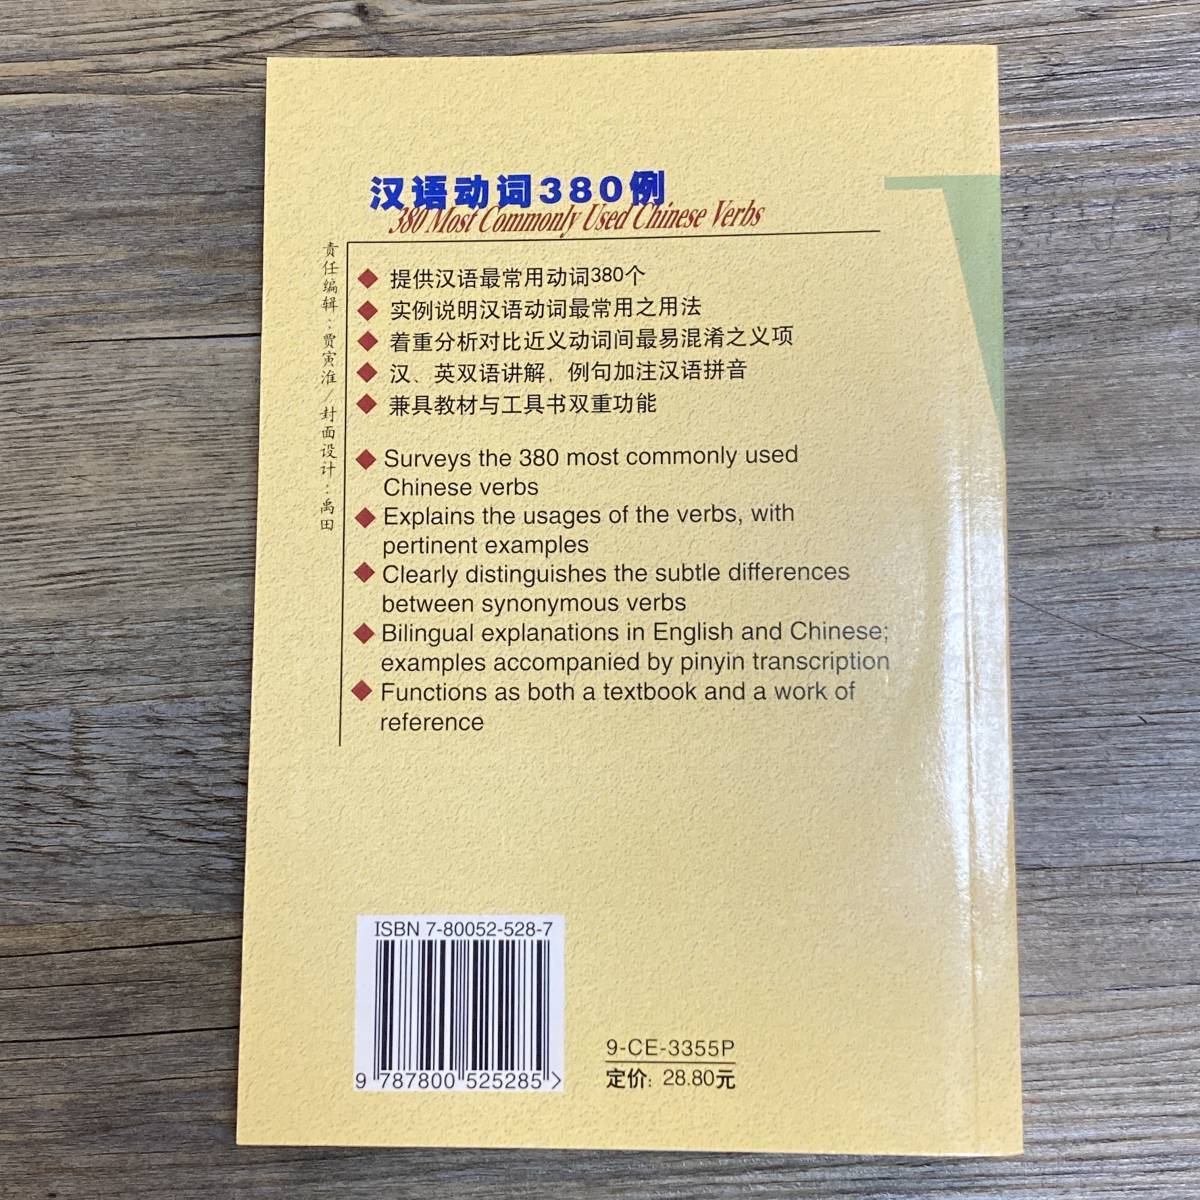 汉语动词380例
380 Most Commonly Used Chinese Verbs
责任编辑：贾寅淮／封面设计：禹田
提供汉语最常用动词380个
实例说明汉语动词最常用之用法
着重分析对比近义动词间最易混淆之义项
汉、英双语讲解，例句加注汉语拼音
兼具教材与工具书双重功能
Surveys the 380 most commonly used
Chinese verbs
Explains the usages of the verbs, with
pertinent examples
Clearly distinguishes the subtle differences
between synonymous verbs
Bilingual explanations in English and Chinese;
examples accompanied by pinyin transcription
Functions as both a textbook and a work of
reference
ISBN 7-80052-528-7
9 787800 525285 >
9-CE-3355P
定价: 28.80元